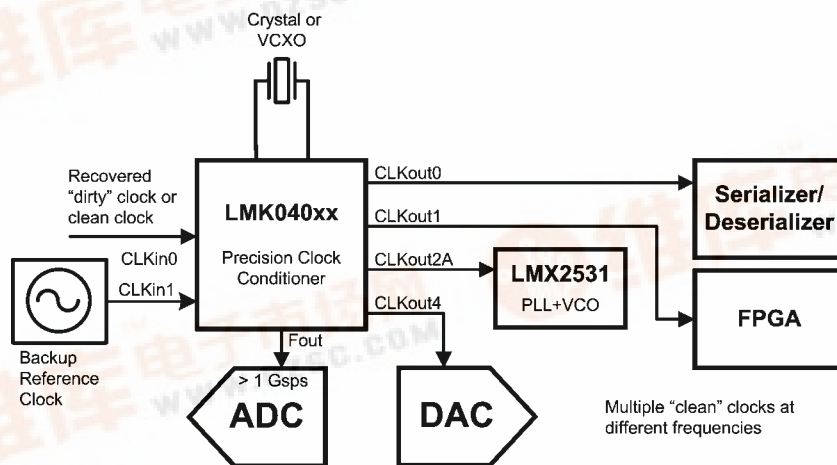 Crystal or
VCXO
Recovered
"dirty" clock or
clean clock
CLKin0
CLKin1
Backup
Reference
Clock
LMK040xx
Precision Clock
Conditioner
CLKout0
CLKout1
CLKout2A
CLKout4
Fout
> 1 Gsps
ADC
DAC
LMX2531
PLL+VCO
Serializer/
Deserializer
FPGA
Multiple "clean" clocks at
different frequencies